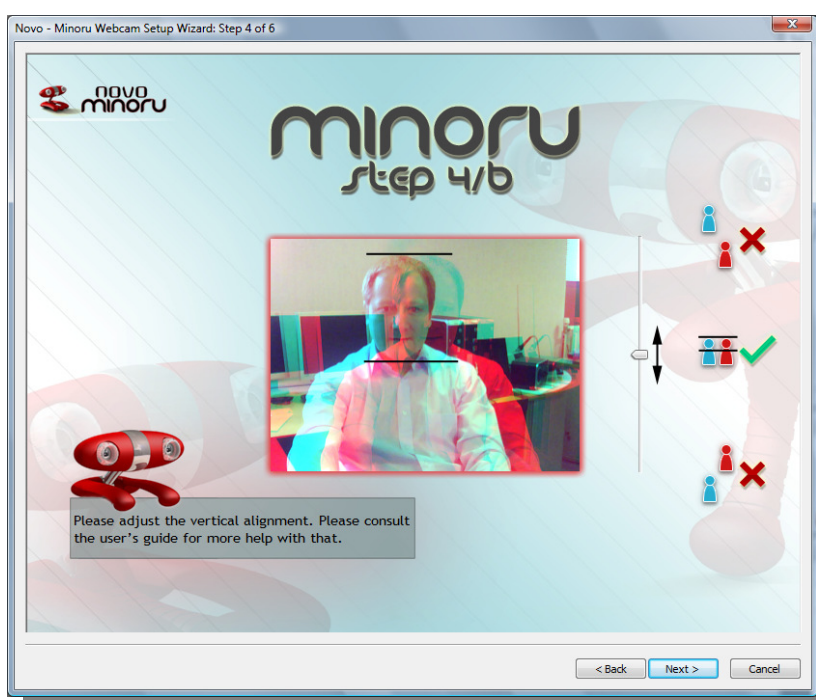 Novo - Minoru Webcam Setup Wizard: Step 4 of 6
novo
minoru
minoru
step 4/6
Please adjust the vertical alignment. Please consult
the user's guide for more help with that.
< Back
Next >
Cancel